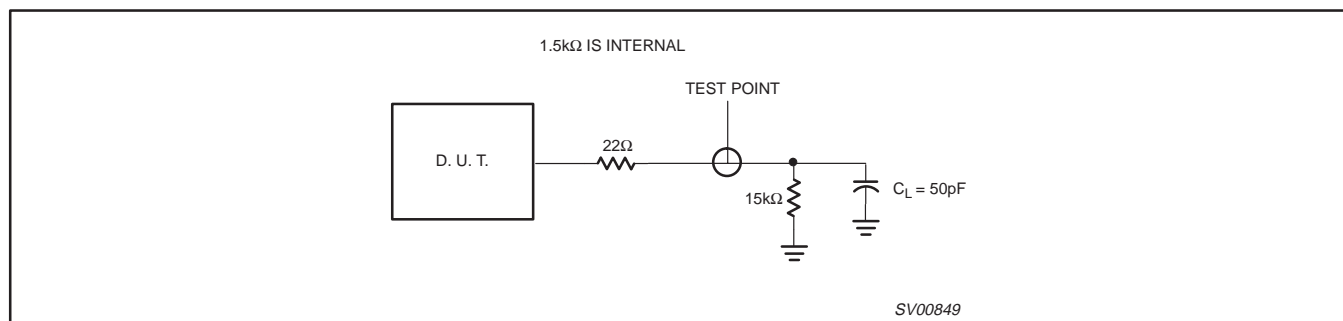 1.5kΩ IS INTERNAL
TEST POINT
22Ω
D. U. T.
15kΩ
C_L = 50pF
SV00849